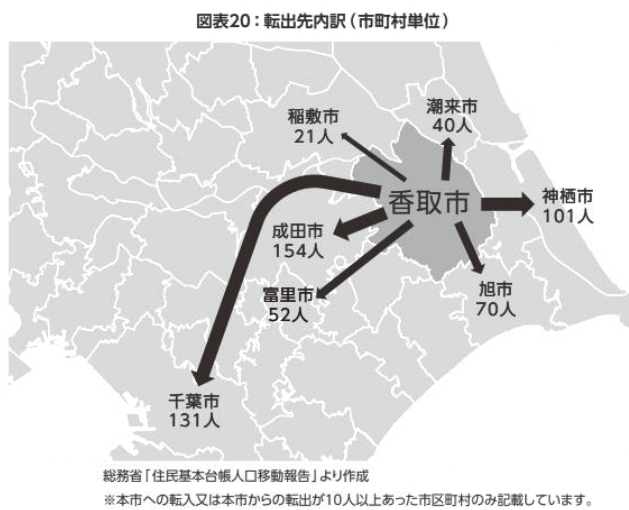 図表20：転出先内訳（市町村単位）
稲敷市
21人
潮来市
40人
香取市
神栖市
101人
成田市
154人
旭市
70人
富里市
52人
千葉市
131人
総務省「住民基本台帳人口移動報告」より作成
※本市への転入又は本市からの転出が10人以上あった市区町村のみ記載しています。